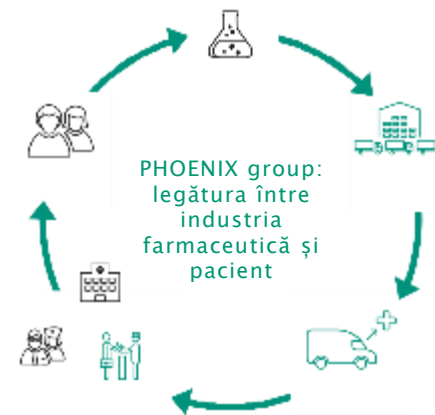 PHOENIX group:
legătura între
industria
farmaceutică și
pacient